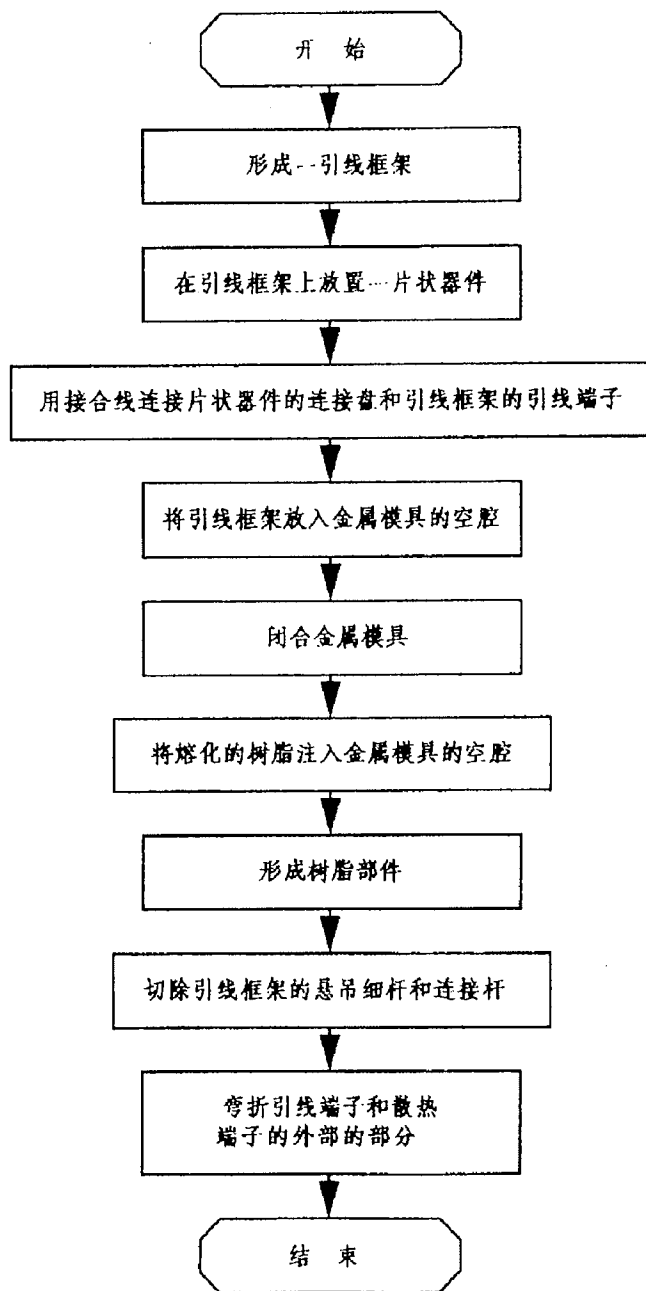 开 始
形成一引线框架
在引线框架上放置一片状器件
用接合线连接片状器件的连接盘和引线框架的引线端子
将引线框架放入金属模具的空腔
闭合金属模具
将熔化的树脂注入金属模具的空腔
形成树脂部件
切除引线框架的悬吊细杆和连接杆
弯折引线端子和散热
端子的外部的部分
结 束